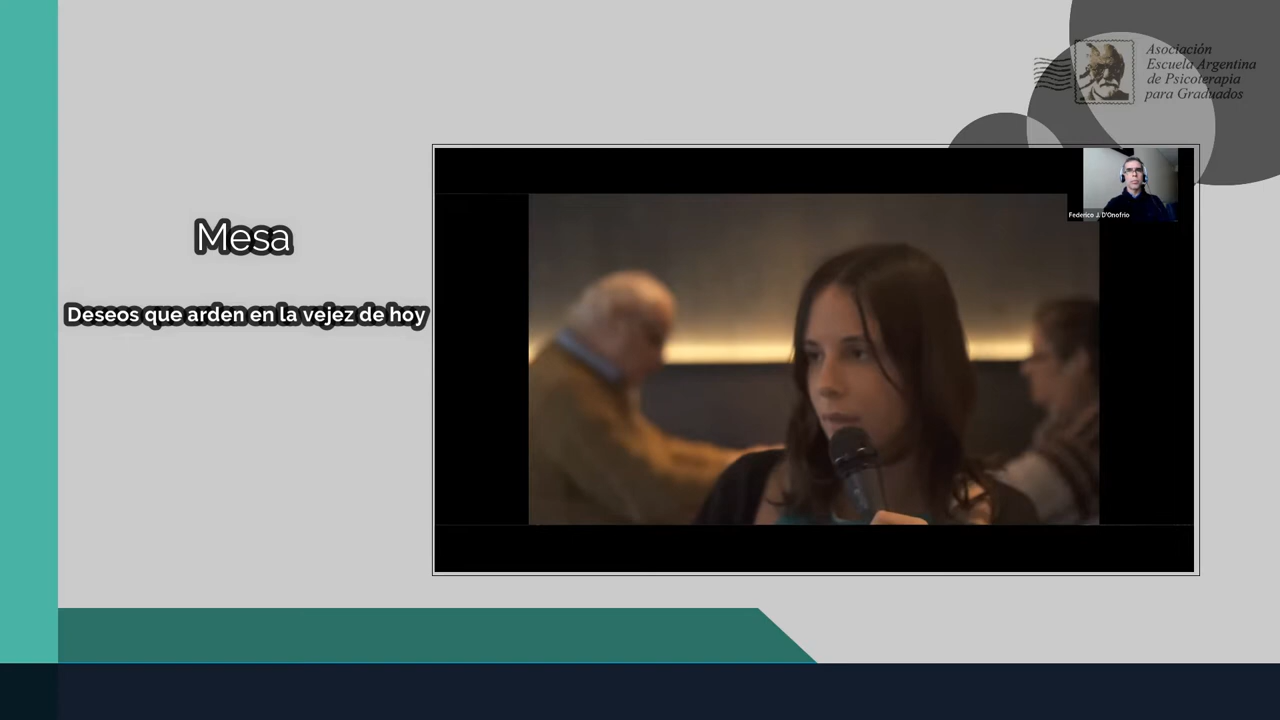 Asociación
Escuela Argentina
de Psicoterapia
para Graduados
Mesa
Deseos que arden en la vejez de hoy
Federico J. D'Onofrio